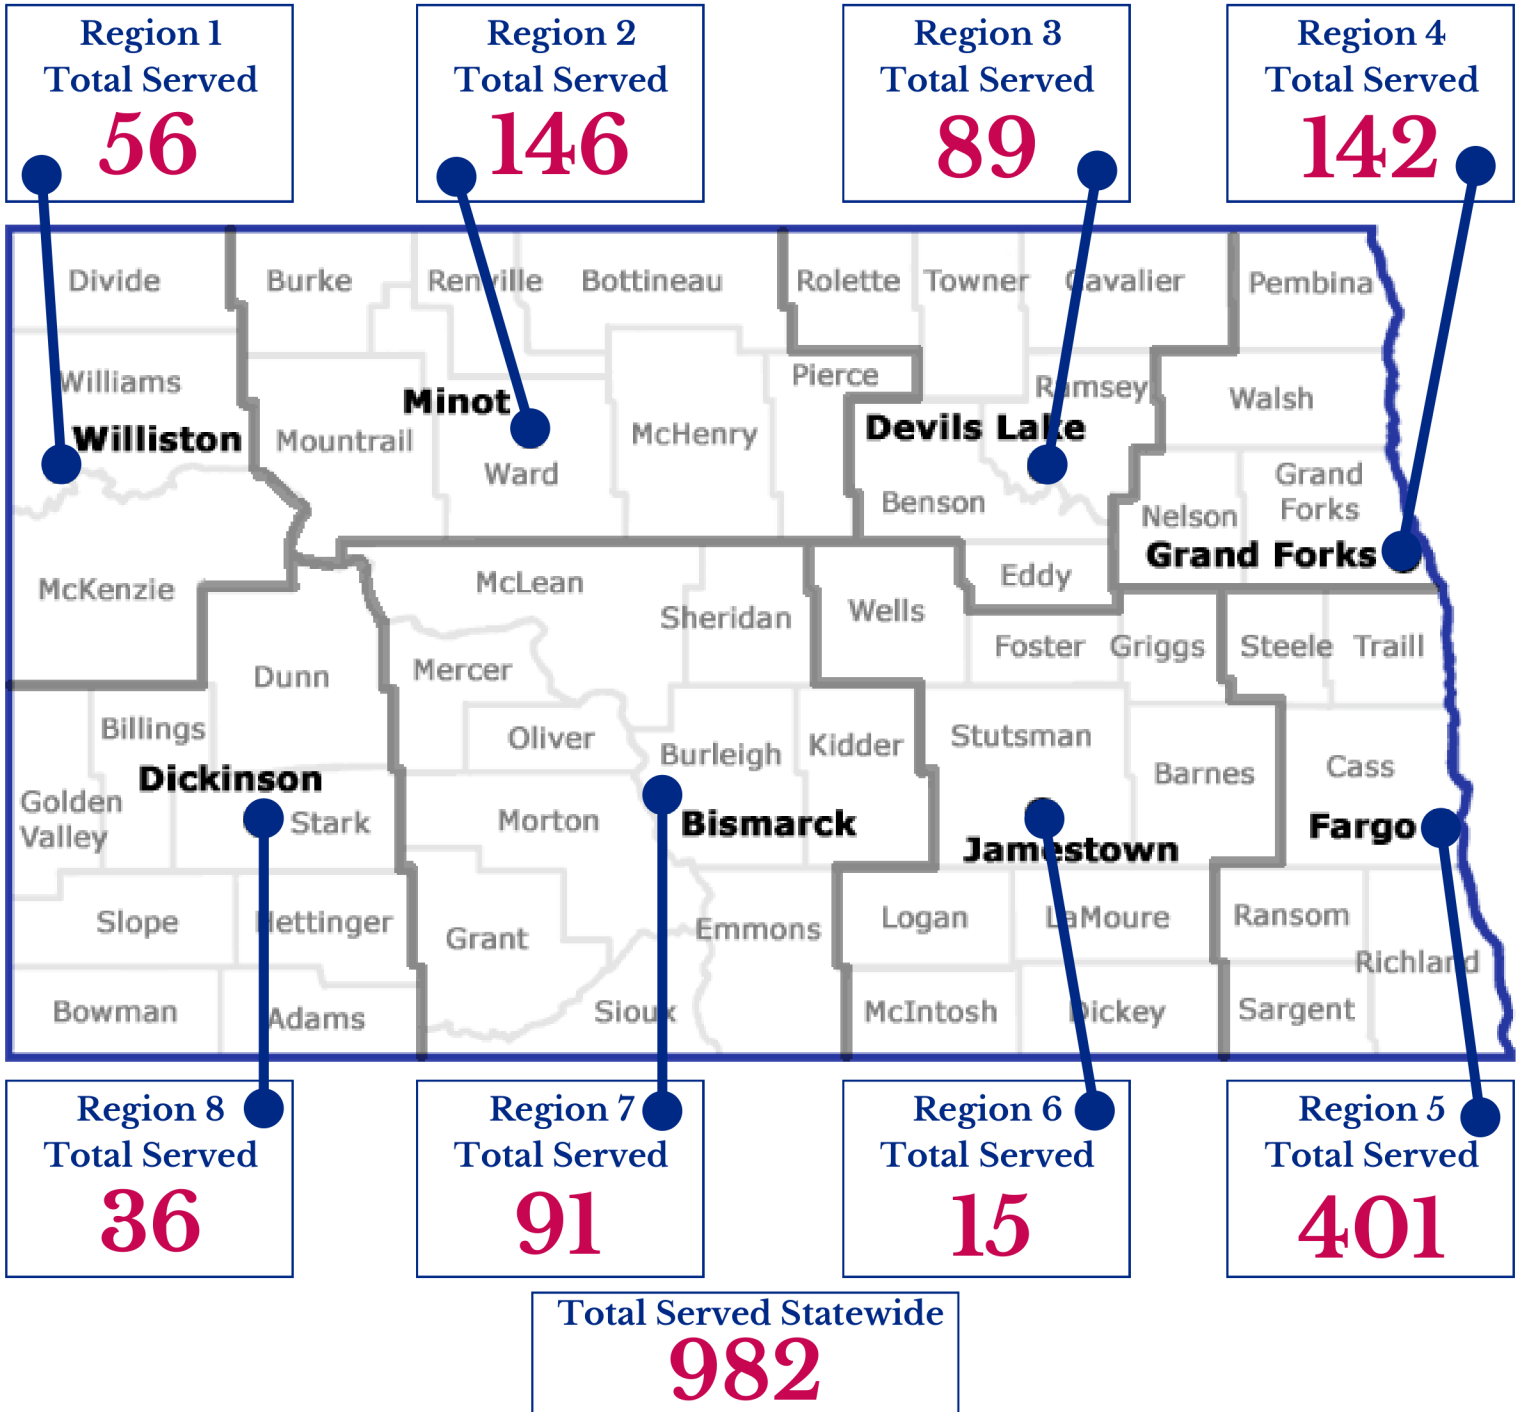 Region 1
Total Served
56
Region 2
Total Served
146
Region 3
Total Served
89
Region 4
Total Served
142
Divide
Burke
Renville
Bottineau
Rolette
Towner
Cavalier
Pembina
Williams
Minot
Pierce
Ramsey
Walsh
Williston
Mountrail
McHenry
Devils Lake
Ward
Benson
Nelson
Grand
Forks
Grand Forks
McKenzie
McLean
Sheridan
Wells
Eddy
Foster
Griggs
Steele
Traill
Dunn
Mercer
Billings
Oliver
Burleigh
Kidder
Stutsman
Barnes
Cass
Dickinson
Golden
Valley
Stark
Morton
Bismarck
Jamestown
Fargo
Slope
Hettinger
Grant
Emmons
Logan
LaMoure
Ransom
Richland
Bowman
Adams
Sioux
McIntosh
Dickey
Sargent
Region 8
Total Served
36
Region 7
Total Served
91
Region 6
Total Served
15
Region 5
Total Served
401
Total Served Statewide
982